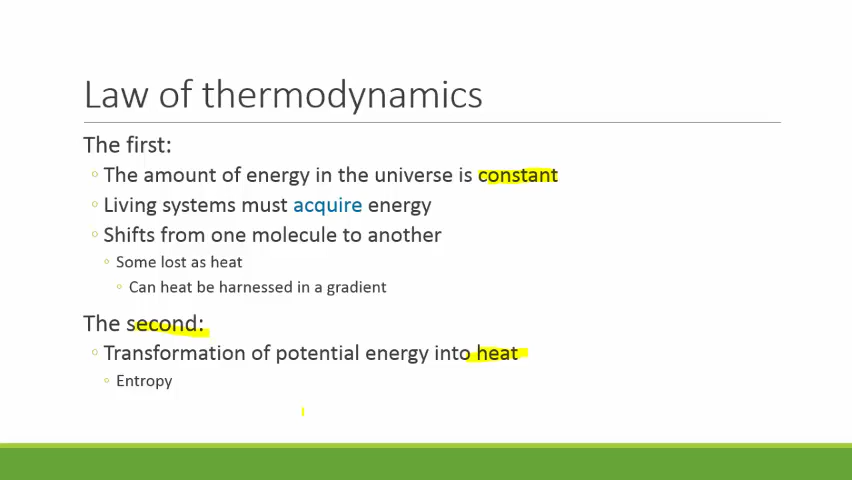 Law of thermodynamics
The first:
◦ The amount of energy in the universe is constant
◦ Living systems must acquire energy
◦ Shifts from one molecule to another
◦ Some lost as heat
◦ Can heat be harnessed in a gradient
The second:
◦ Transformation of potential energy into heat
◦ Entropy